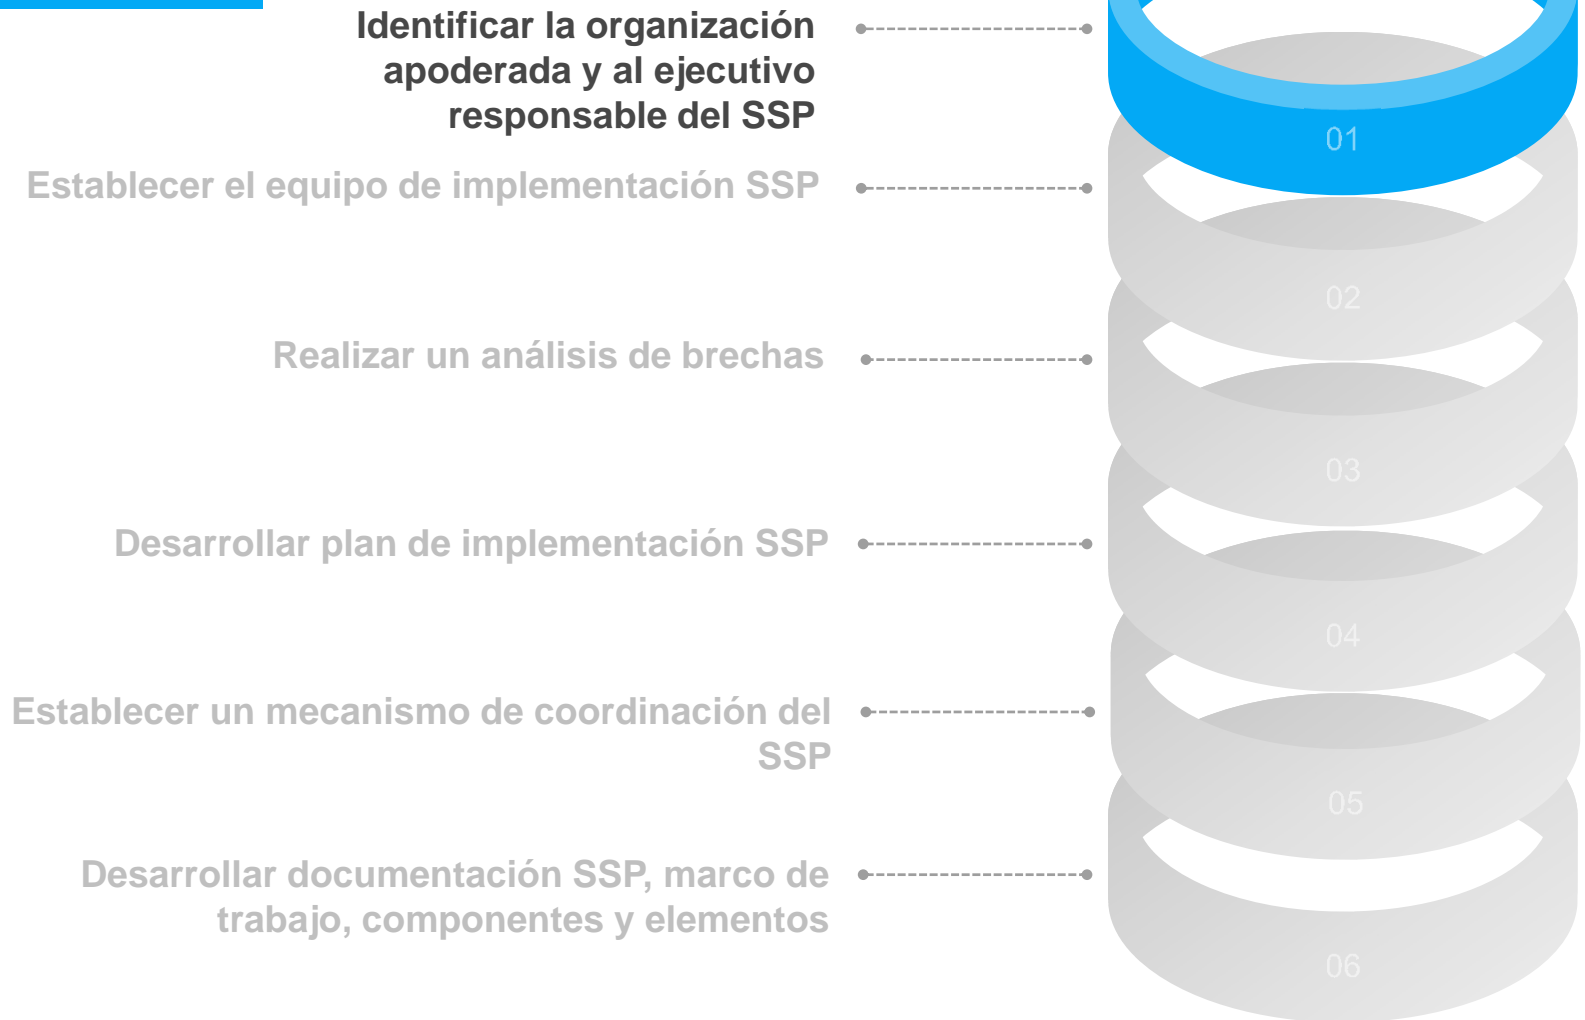 Identificar la organización
apoderada y al ejecutivo
responsable del SSP
01
Establecer el equipo de implementación SSP
02
Realizar un análisis de brechas
03
Desarrollar plan de implementación SSP
04
Establecer un mecanismo de coordinación del
SSP
05
Desarrollar documentación SSP, marco de
trabajo, componentes y elementos
06